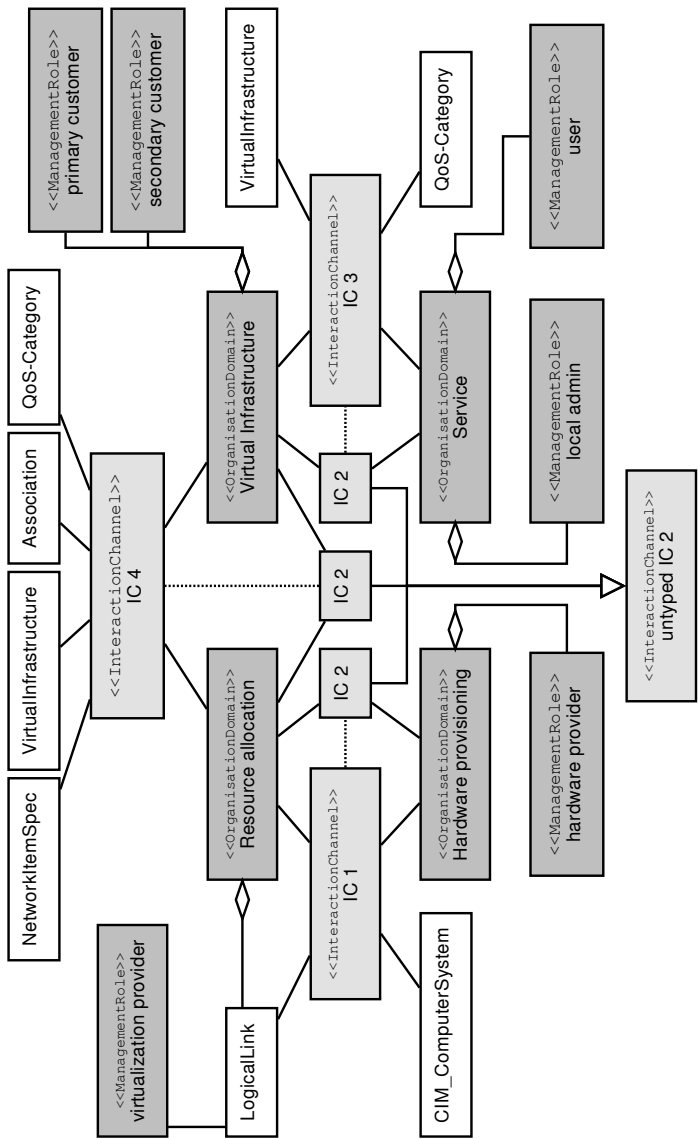 NetworkItemSpec
VirtualInfrastructure
Association
QoS-Category
<<ManagementRole>>
primary customer
<<ManagementRole>>
secondary customer
<<ManagementRole>>
virtualization provider
<<InteractionChannel>>
IC 4
LogicalLink
<<OrganisationDomain>>
Resource allocation
<<OrganisationDomain>>
Virtual Infrastructure
VirtualInfrastructure
<<InteractionChannel>>
IC 1
IC 2
IC 2
IC 2
<<InteractionChannel>>
IC 3
CIM_ComputerSystem
<<OrganisationDomain>>
Hardware provisioning
<<OrganisationDomain>>
Service
QoS-Category
<<ManagementRole>>
hardware provider
<<ManagementRole>>
local admin
<<ManagementRole>>
user
<<InteractionChannel>>
untyped IC 2